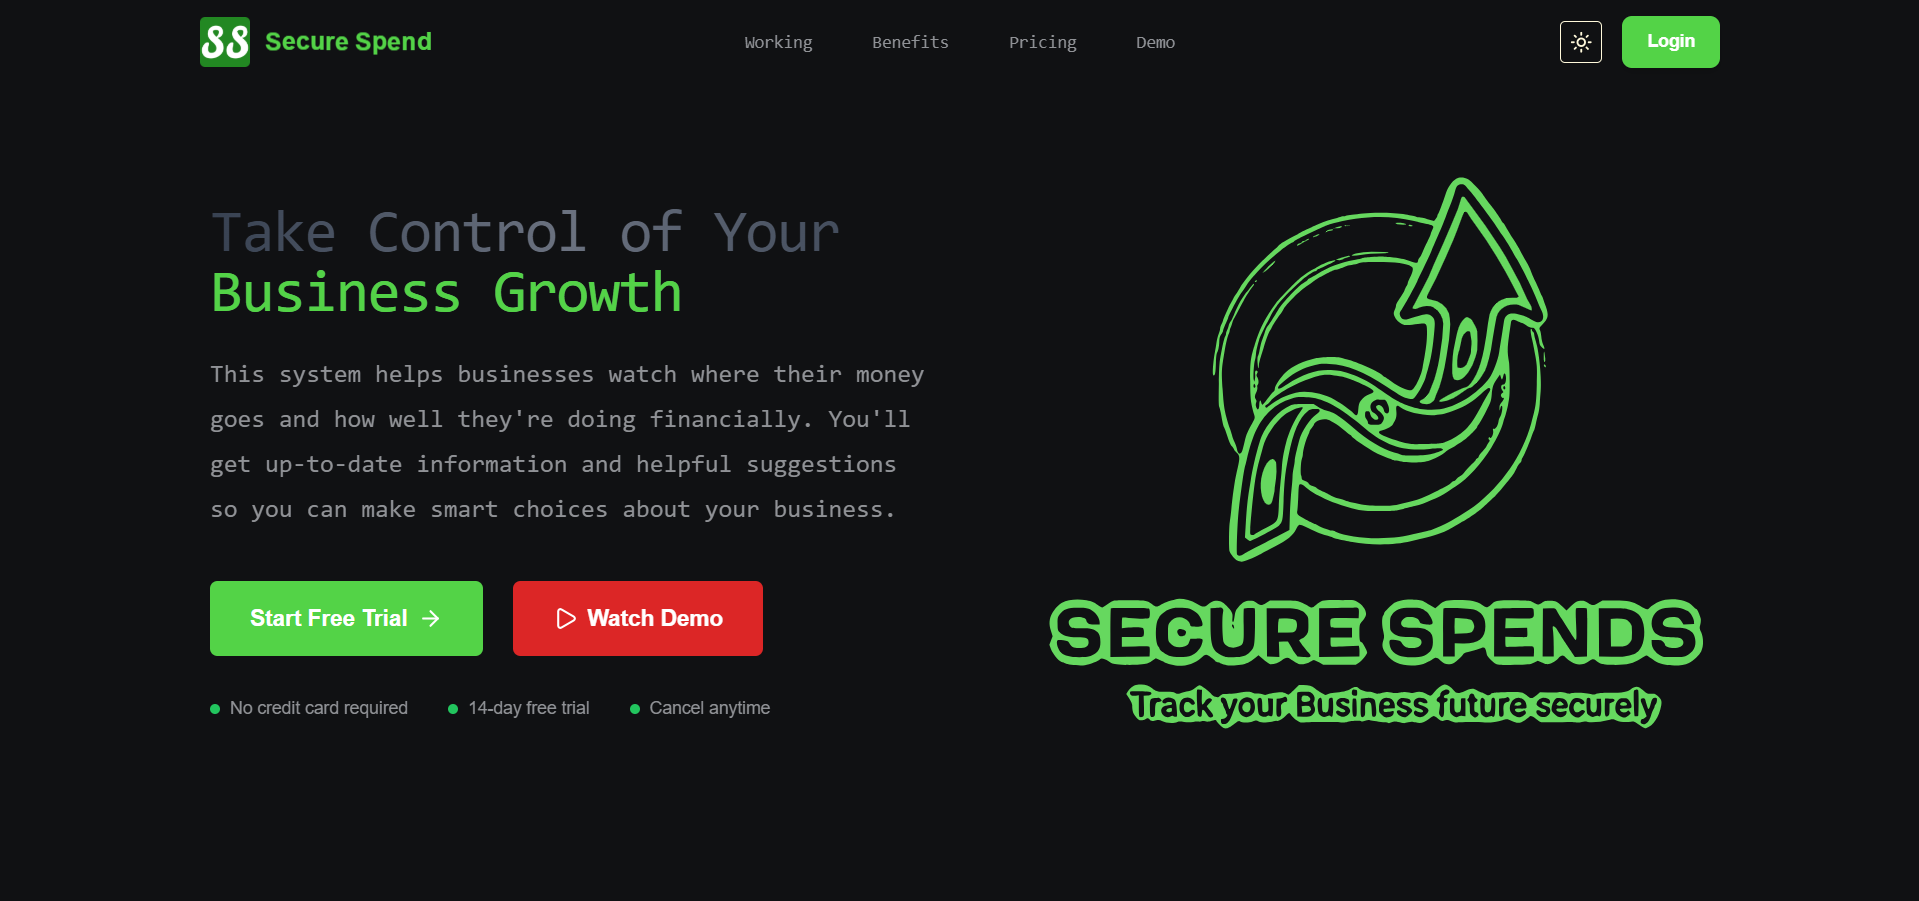 SS Secure Spend
Working Benefits Pricing Demo
Login
Take Control of Your
Business Growth
This system helps businesses watch where their money
goes and how well they're doing financially. You'll
get up-to-date information and helpful suggestions
so you can make smart choices about your business.
Start Free Trial →
Watch Demo
No credit card required
14-day free trial
Cancel anytime
S
SECURE SPENDS
Track your Business future securely